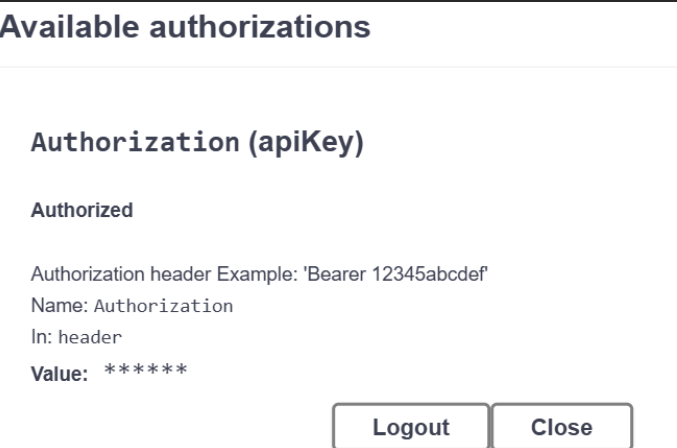 Available authorizations
Authorization (apiKey)
Authorized
Authorization header Example: 'Bearer 12345abcdef'
Name: Authorization
In: header
Value: ******
Logout Close